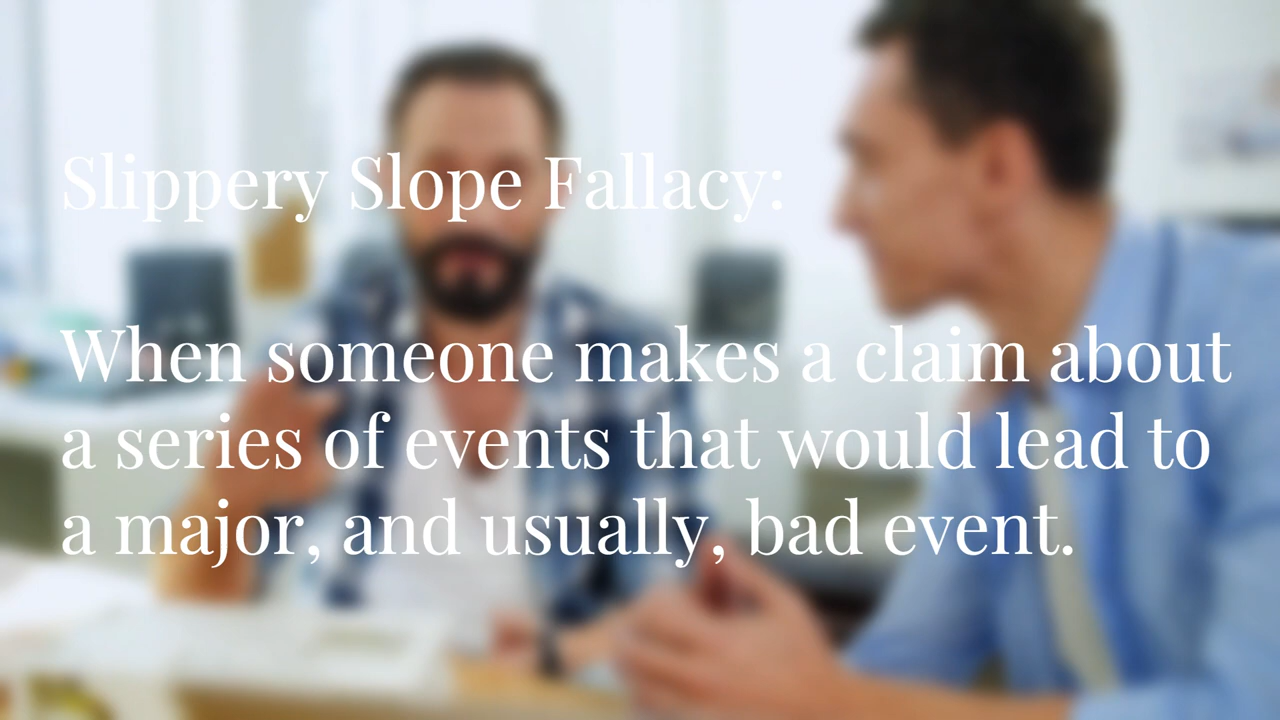 Slippery Slope Fallacy:
When someone makes a claim about
a series of events that would lead to
a major, and usually, bad event.